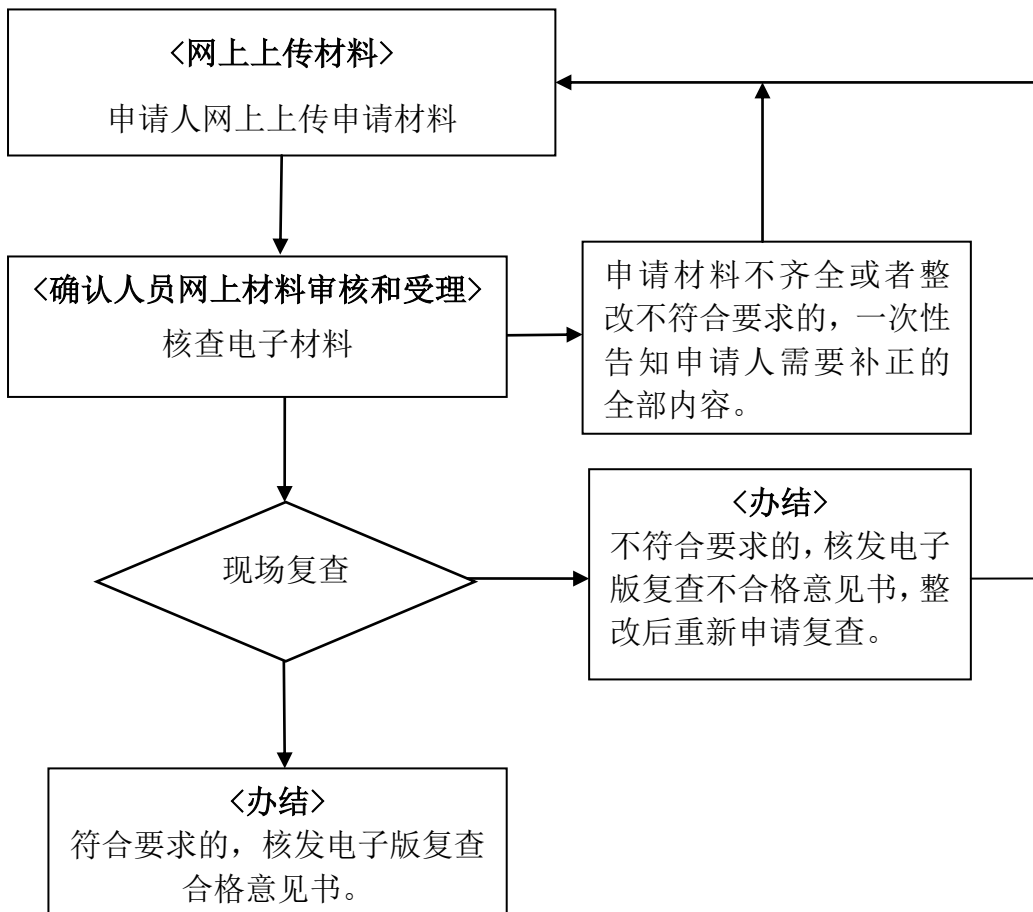 <网上上传材料>
申请人网上上传申请材料
<确认人员网上材料审核和受理>
核查电子材料
申请材料不齐全或者整
改不符合要求的，一次性
告知申请人需要补正的
全部内容。
现场复查
<办结>
不符合要求的，核发电子
版复查不合格意见书，整
改后重新申请复查。
<办结>
符合要求的，核发电子版复查
合格意见书。